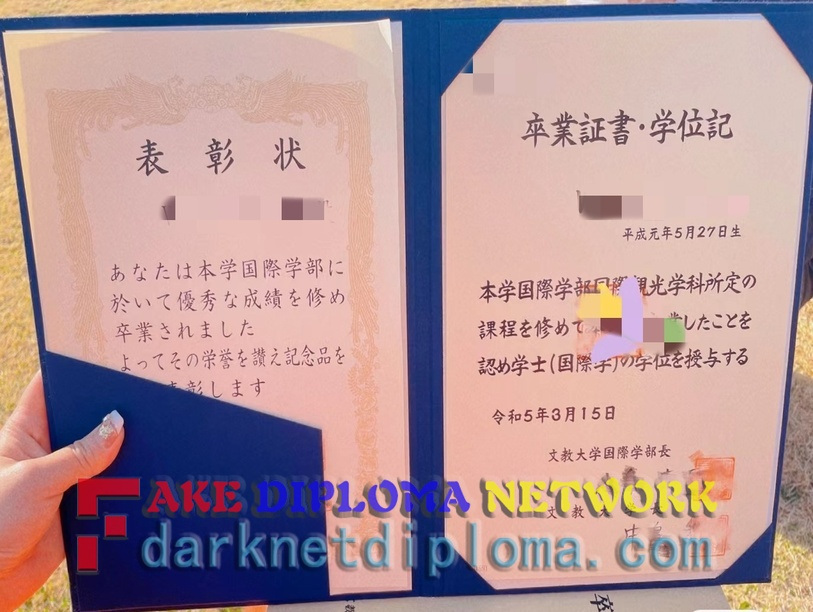 表彰状
あなたは本学国際学部に
於いて優秀な成績を修め
卒業されました
よってその栄誉を讃え記念品を
表彰します
卒業証書・学位記
平成元年5月27日生
本学国際学部国際観光学科所定の
課程を修めて したことを
認め学士(国際学)の学位を授与する
令和5年3月15日
文教大学国際学部長
文教
FAKE DIPLOMA NETWORK
darknetdiploma.com